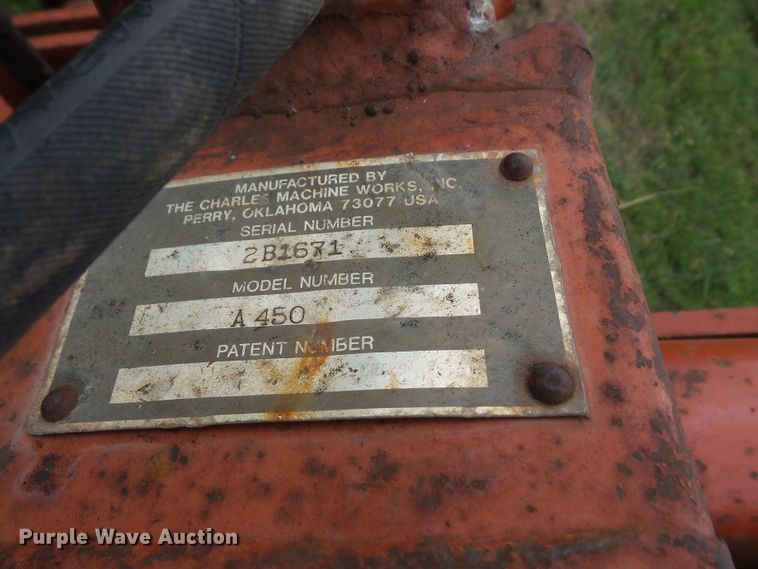 MANUFACTURED BY
THE CHARLES MACHINE WORKS, INC.
PERRY, OKLAHOMA 73077 USA
SERIAL NUMBER
2B1671
MODEL NUMBER
A 450
PATENT NUMBER
Purple Wave Auction